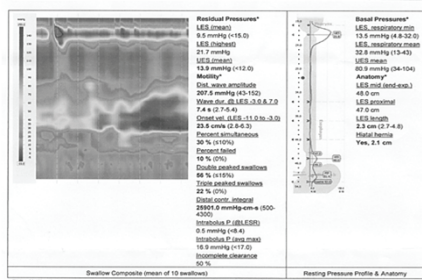 Residual Pressures*
LES (mean)
9.5 mmHg (<15.0)
LES (highest)
21.7 mmHg
UES (mean)
13.9 mmHg (<12.0)
Motility*
Dist. wave amplitude
207.5 mmHg (43-152)
Wave dur. @ LES -3.0 & 7.0
7.4 s (2.7-5.4)
Onset vel. (LES -11.0 to -3.0)
23.5 cm/s (2.8-6.3)
Percent simultaneous
30 % (≤10%)
Percent failed
10 % (0%)
Double peaked swallows
56 % (≤15%)
Triple peaked swallows
22 % (0%)
Distal contr. integral
25901.0 mmHg-cm-s (500-
4300)
Intrabolus P (@LESR)
0.5 mmHg (<8.4)
Intrabolus P (avg max)
16.9 mmHg (<17.0)
Incomplete clearance
50 %
Swallow Composite (mean of 10 swallows)
Basal Pressures*
LES, respiratory min
13.5 mmHg (4.8-32.0)
LES, respiratory mean
32.8 mmHg (13-43)
UES mean
80.9 mmHg (34-104)
Anatomy*
LES mid (end-exp.)
48.0 cm
LES proximal
47.0 cm
LES length
2.3 cm (2.7-4.8)
Hiatal hernia
Yes, 2.1 cm
Resting Pressure Profile & Anatomy